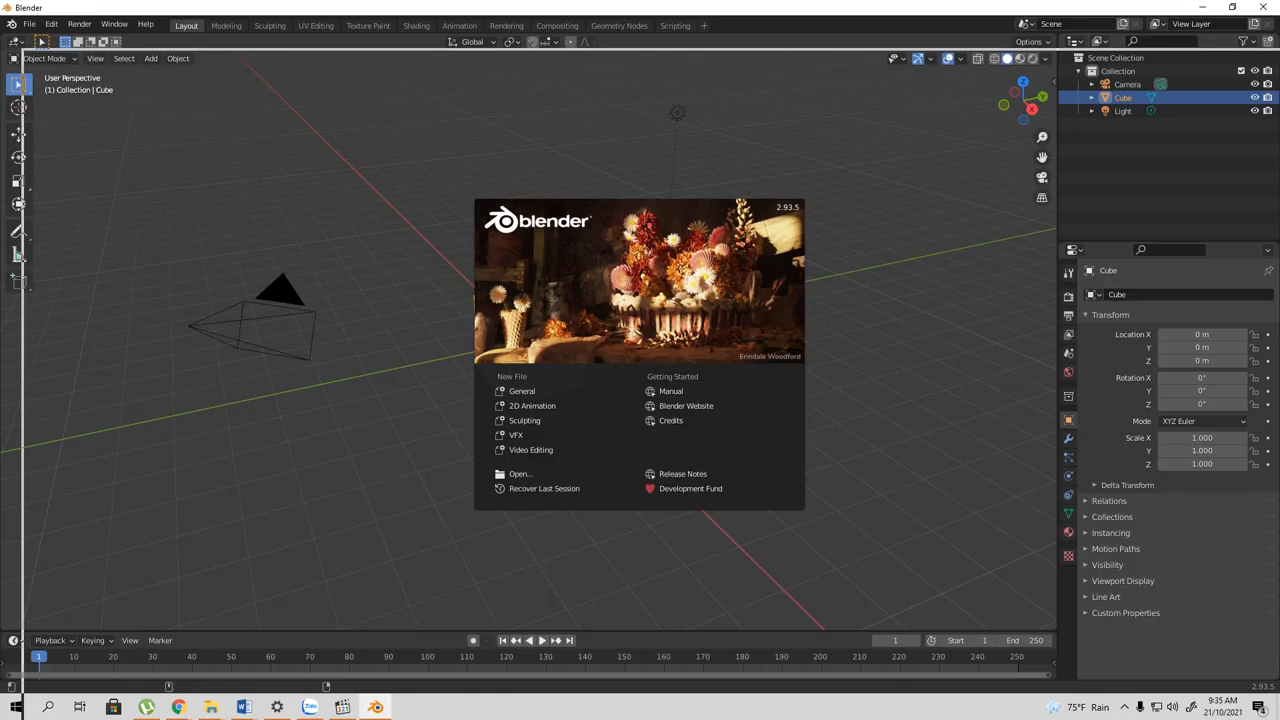 Blender
File Edit Render Window Help Layout Modeling Sculpting UV Editing Texture Paint Shading Animation Rendering Compositing Geometry Nodes Scripting + Scene View Layer
Global Options
Object Mode View Select Add Object
User Perspective
(1) Collection | Cube
Z
Y
X
Scene Collection
Collection
Camera
Cube
Light
blender
2.93.5
Erindale Woodford
New File
General
2D Animation
Sculpting
VFX
Video Editing
Open...
Recover Last Session
Getting Started
Manual
Blender Website
Credits
Release Notes
Development Fund
Cube
Cube
Transform
Location X 0 m
Y 0 m
Z 0 m
Rotation X 0°
Y 0°
Z 0°
Mode XYZ Euler
Scale X 1.000
Y 1.000
Z 1.000
Delta Transform
Relations
Collections
Instancing
Motion Paths
Visibility
Viewport Display
Line Art
Custom Properties
Playback Keying View Marker 1 Start 1 End 250
1 10 20 30 40 50 60 70 80 90 100 110 120 130 140 150 160 170 180 190 200 210 220 230 240 250
2.93.5
W Zalo 321 75°F Rain 9:35 AM
21/10/2021 4